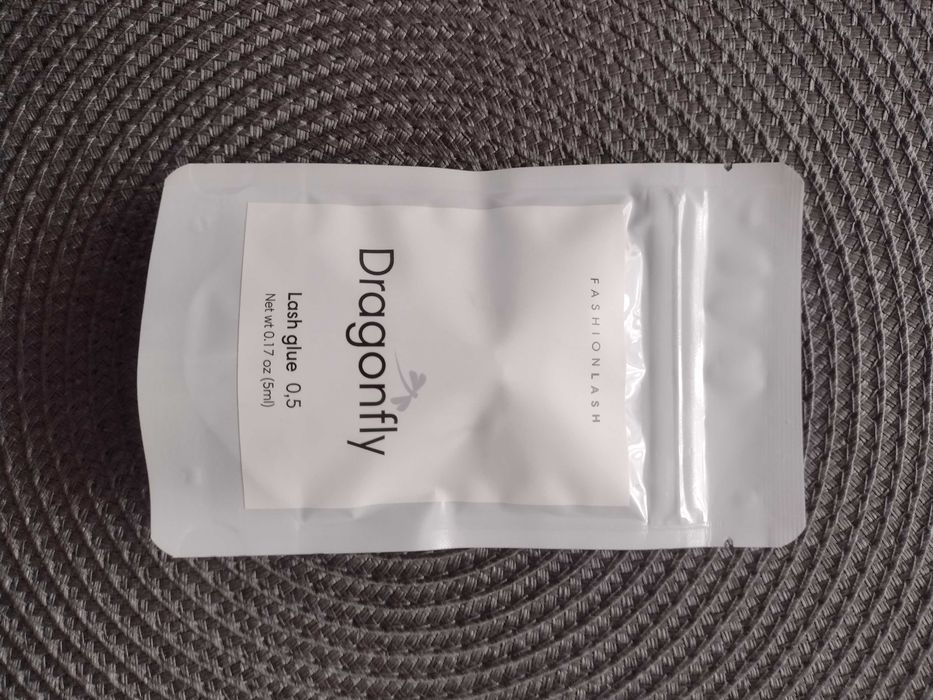 FASHIONLASH
Dragonfly
Lash glue 0,5
Net wt 0.17 oz (5ml)